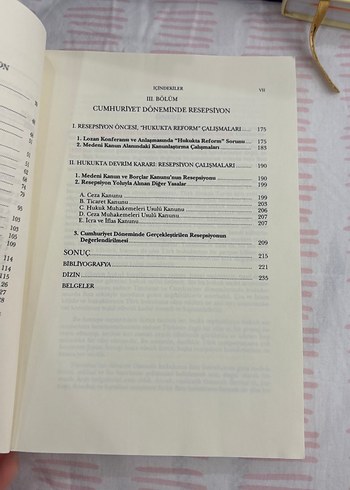 İÇİNDEKİLER VII
III. BÖLÜM
CUMHURİYET DÖNEMİNDE RESEPSİYON
I. RESEPSİYON ÖNCESİ, "HUKUKTA REFORM" ÇALIŞMALARI .... 175
1. Lozan Konferansı ve Anlaşmasında "Hukukta Reform" Sorunu ... 175
2. Medeni Kanun Alanındaki Kanunlaştırma Çalışmaları ........ 183
II. HUKUKTA DEVRİM KARARI: RESEPSİYON ÇALIŞMALARI ........ 190
1. Medeni Kanun ve Borçlar Kanunu'nun Resepsiyonu ........ 190
2. Resepsiyon Yoluyla Alınan Diğer Yasalar ........ 199
A. Ceza Kanunu ........ 199
B. Ticaret Kanunu ........ 203
C. Hukuk Muhakemeleri Usulü Kanunu ........ 206
D. Ceza Muhakemeleri Usulü Kanunu ........ 207
E. İcra ve İflas Kanunu ........ 207
3. Cumhuriyet Döneminde Gerçekleştirilen Resepsiyonun
Değerlendirilmesi ........ 209
SONUÇ ........ 215
BİBLİYOGRAFYA ........ 221
DİZİN ........ 235
BELGELER